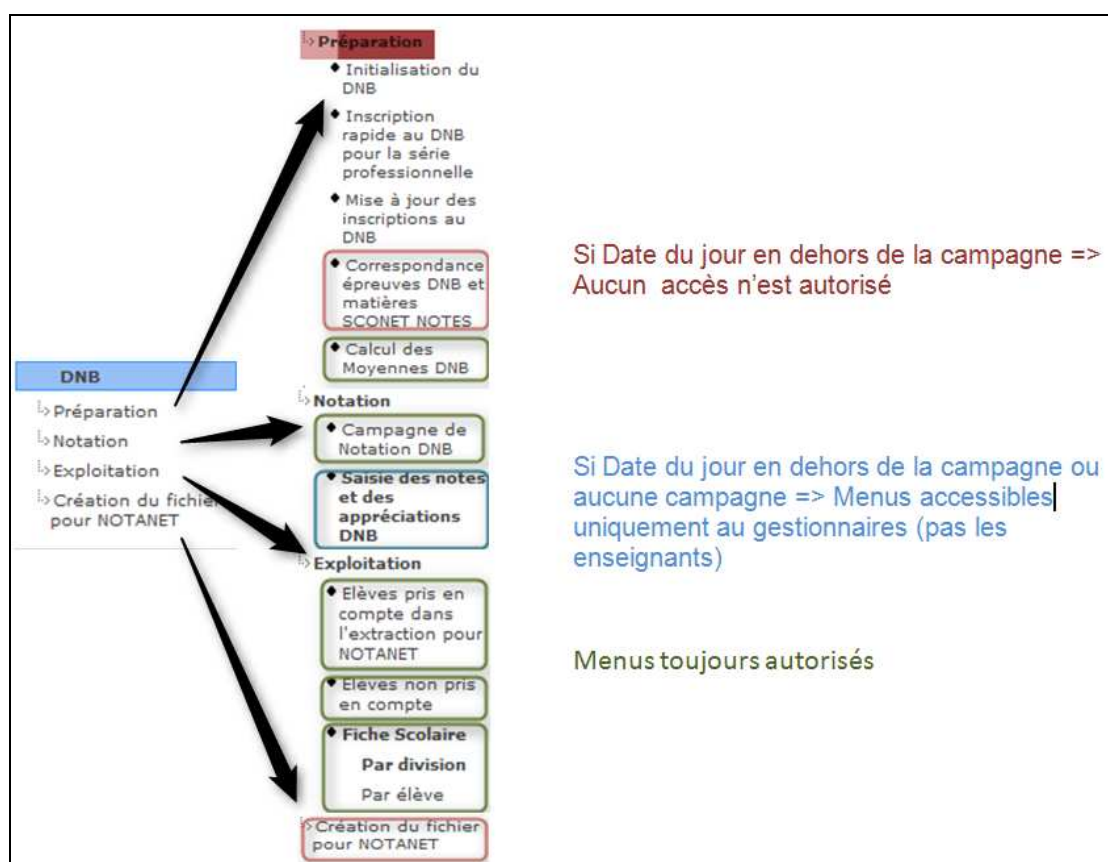 DNB
Préparation
Notation
Exploitation
Création du fichier
pour NOTANET
Préparation
Initialisation du
DNB
Inscription
rapide au DNB
pour la série
professionnelle
Mise à jour des
inscriptions au
DNB
Correspondance
épreuves DNB et
matières
SCONET NOTES
Calcul des
Moyennes DNB
Notation
Campagne de
Notation DNB
Saisie des notes
et des
appréciations
DNB
Exploitation
Elèves pris en
compte dans
l'extraction pour
NOTANET
Eleves non pris
en compte
Fiche Scolaire
Par division
Par élève
Création du fichier
pour NOTANET
Si Date du jour en dehors de la campagne =>
Aucun accès n'est autorisé
Si Date du jour en dehors de la campagne ou
aucune campagne => Menus accessibles
uniquement au gestionnaires (pas les
enseignants)
Menus toujours autorisés